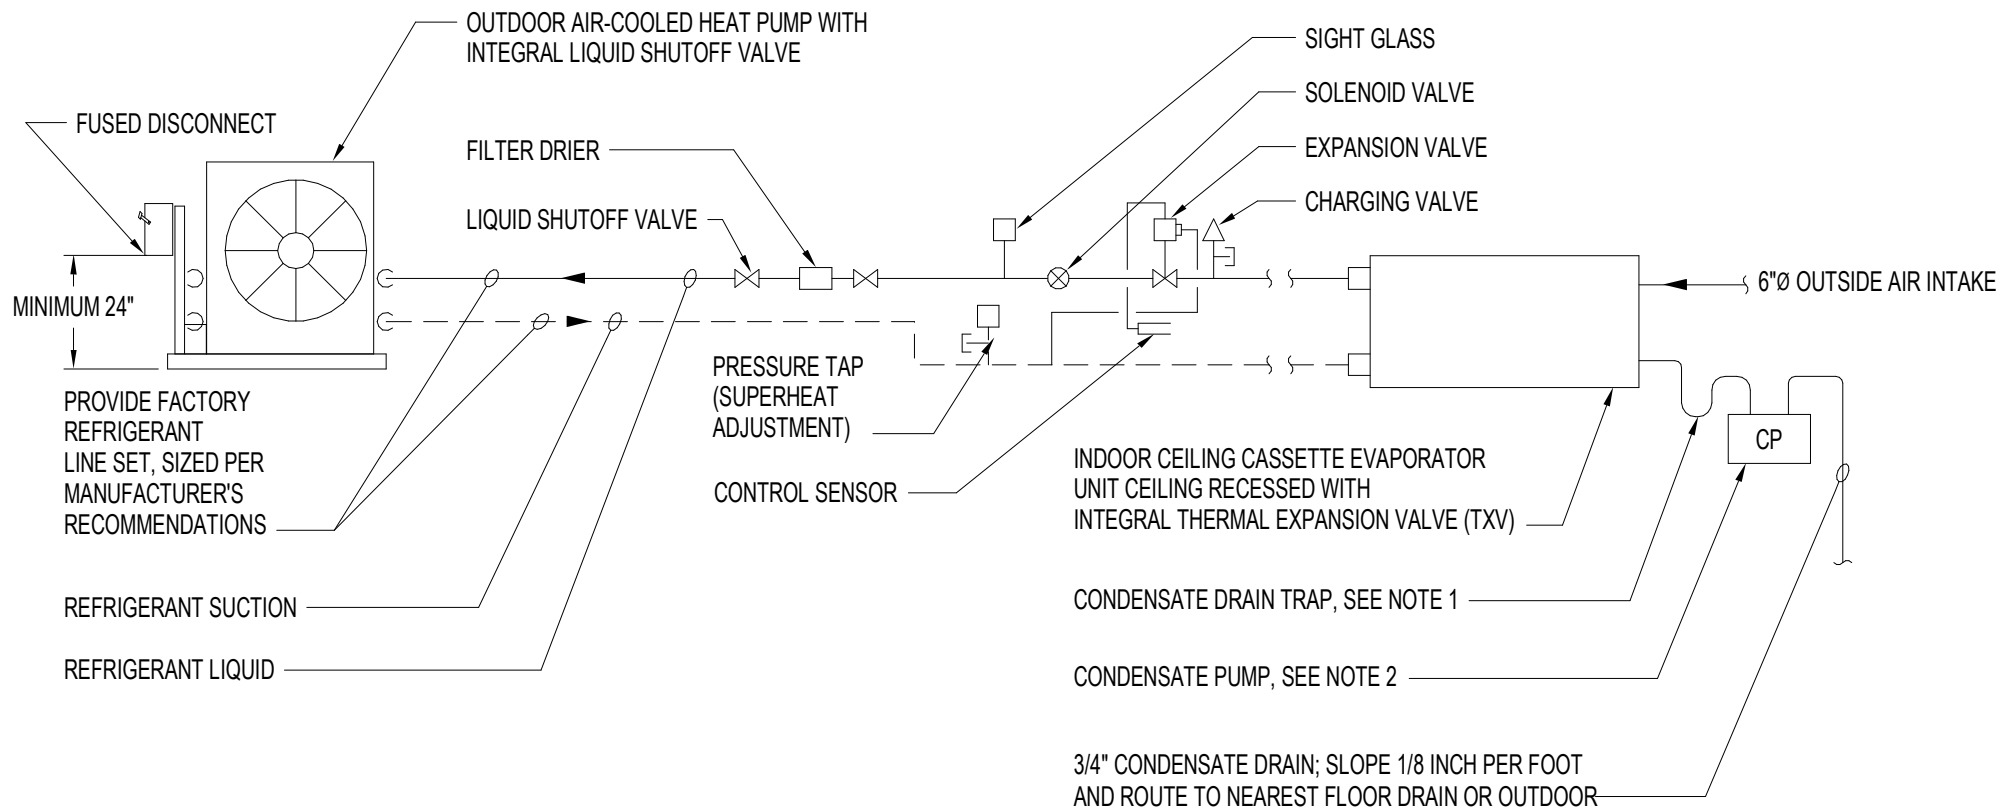 OUTDOOR AIR-COOLED HEAT PUMP WITH
INTEGRAL LIQUID SHUTOFF VALVE
FUSED DISCONNECT
FILTER DRIER
LIQUID SHUTOFF VALVE
SIGHT GLASS
SOLENOID VALVE
EXPANSION VALVE
CHARGING VALVE
6"Ø OUTSIDE AIR INTAKE
MINIMUM 24"
PROVIDE FACTORY
REFRIGERANT
LINE SET, SIZED PER
MANUFACTURER'S
RECOMMENDATIONS
REFRIGERANT SUCTION
REFRIGERANT LIQUID
PRESSURE TAP
(SUPERHEAT
ADJUSTMENT)
CONTROL SENSOR
CP
INDOOR CEILING CASSETTE EVAPORATOR
UNIT CEILING RECESSED WITH
INTEGRAL THERMAL EXPANSION VALVE (TXV)
CONDENSATE DRAIN TRAP, SEE NOTE 1
CONDENSATE PUMP, SEE NOTE 2
3/4" CONDENSATE DRAIN; SLOPE 1/8 INCH PER FOOT
AND ROUTE TO NEAREST FLOOR DRAIN OR OUTDOOR